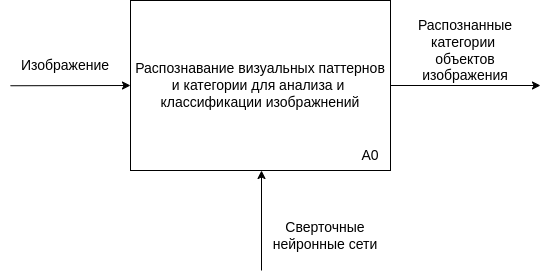 Изображение
Распознавание визуальных паттернов
и категории для анализа и
классификации изображнений
A0
Распознанные
категории
объектов
изображения
Сверточные
нейронные сети